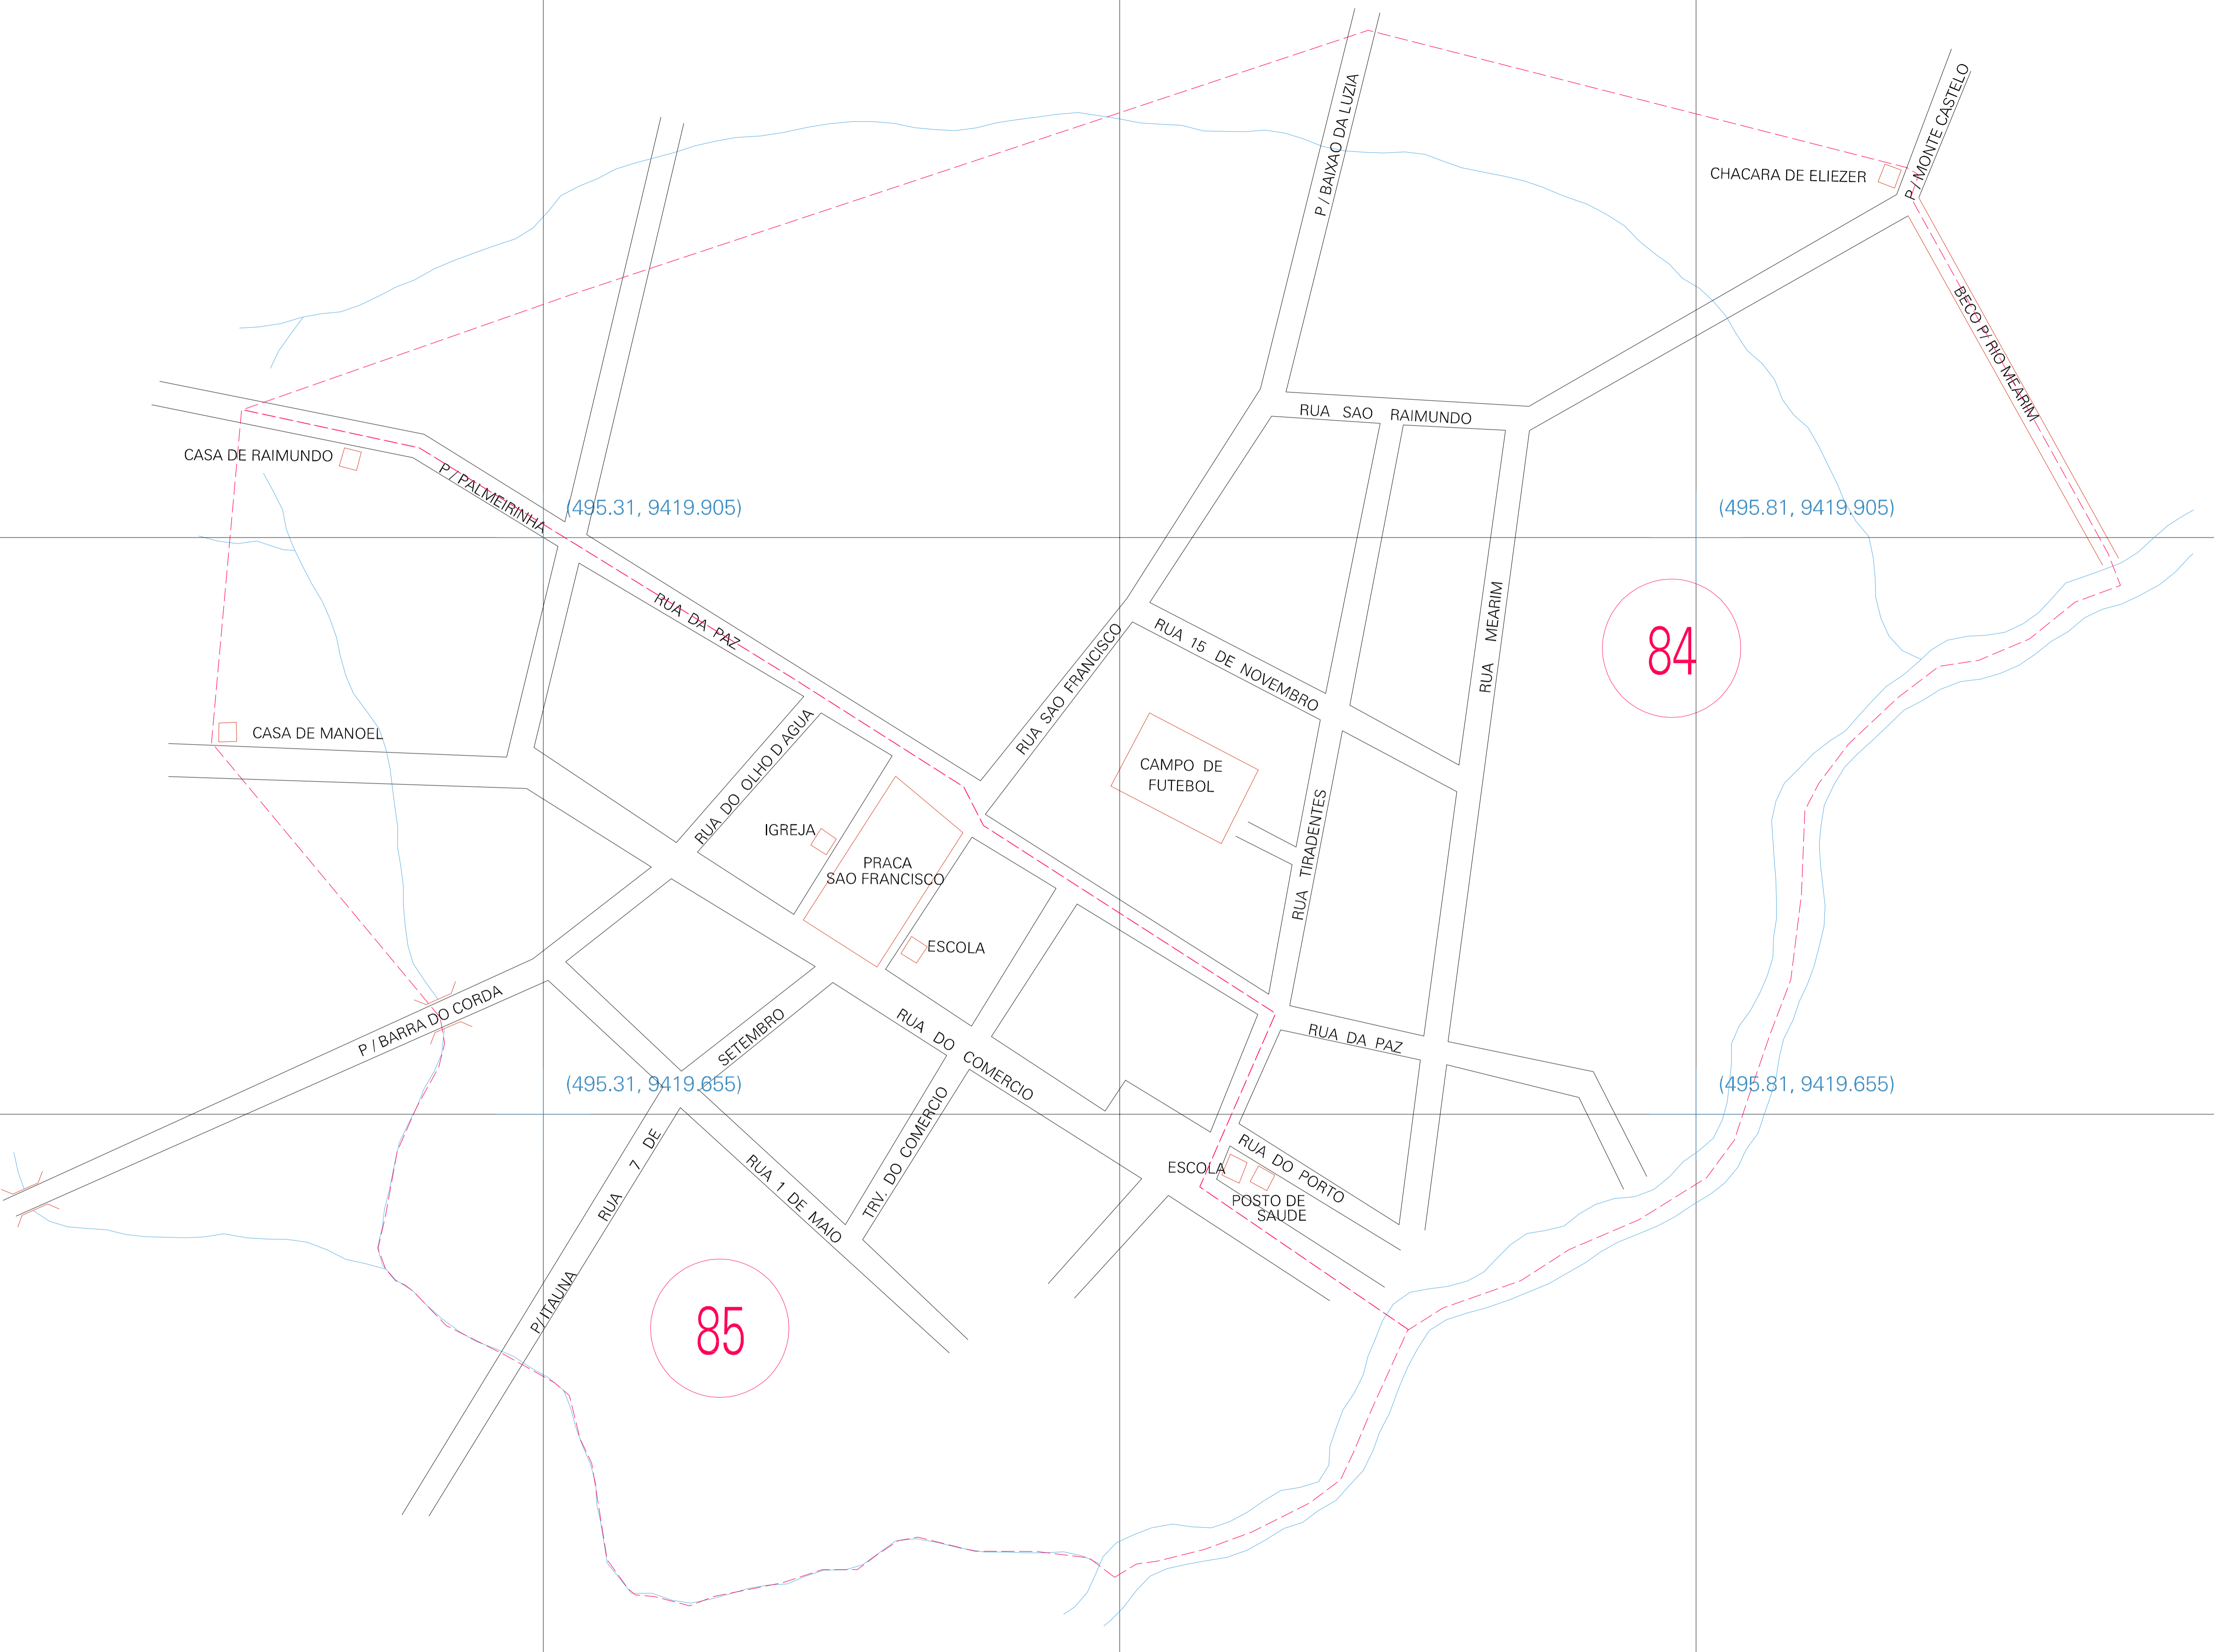 P / BAIXAO DA LUZIA
P / MONTE CASTELO
CHACARA DE ELIEZER
BECO P/ RIO MEARIM
RUA SAO RAIMUNDO
CASA DE RAIMUNDO
P / PALMEIRINHA
(495.31, 9419.905)
(495.81, 9419.905)
RUA DA PAZ
RUA SAO FRANCISCO
RUA 15 DE NOVEMBRO
RUA MEARIM
84
CASA DE MANOEL
RUA DO OLHO D AGUA
CAMPO DE
FUTEBOL
IGREJA
PRACA
SAO FRANCISCO
RUA TIRADENTES
ESCOLA
P / BARRA DO CORDA
SETEMBRO
RUA DO COMERCIO
RUA DA PAZ
(495.31, 9419.655)
(495.81, 9419.655)
RUA 7 DE
RUA 1 DE MAIO
TRV. DO COMERCIO
RUA DO PORTO
ESCOLA
POSTO DE
SAUDE
P/ ITAUNA
85